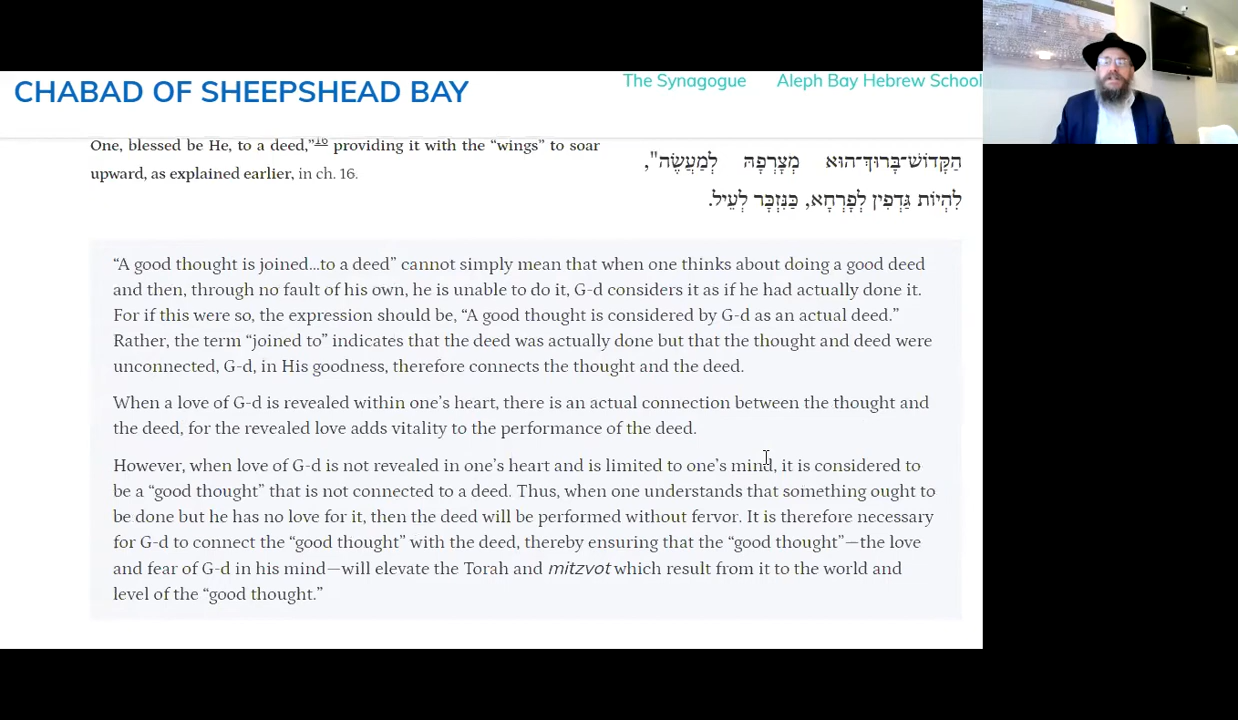 CHABAD OF SHEEPSHEAD BAY
The Synagogue
Aleph Bay Hebrew School
One, blessed be He, to a deed,”16 providing it with the “wings” to soar
upward, as explained earlier, in ch. 16.
הַקָּדוֹשׁ־בָּרוּךְ־הוּא מְצָרְפָהּ לְמַעֲשֶׂה",
לִהְיוֹת גַּדְפִין לְפָרְחָא, כַּנִּזְכָּר לְעֵיל.
“A good thought is joined...to a deed” cannot simply mean that when one thinks about doing a good deed
and then, through no fault of his own, he is unable to do it, G-d considers it as if he had actually done it.
For if this were so, the expression should be, “A good thought is considered by G-d as an actual deed.”
Rather, the term “joined to” indicates that the deed was actually done but that the thought and deed were
unconnected, G-d, in His goodness, therefore connects the thought and the deed.
When a love of G-d is revealed within one’s heart, there is an actual connection between the thought and
the deed, for the revealed love adds vitality to the performance of the deed.
However, when love of G-d is not revealed in one’s heart and is limited to one’s mind, it is considered to
be a “good thought” that is not connected to a deed. Thus, when one understands that something ought to
be done but he has no love for it, then the deed will be performed without fervor. It is therefore necessary
for G-d to connect the “good thought” with the deed, thereby ensuring that the “good thought”—the love
and fear of G-d in his mind—will elevate the Torah and mitzvot which result from it to the world and
level of the “good thought.”